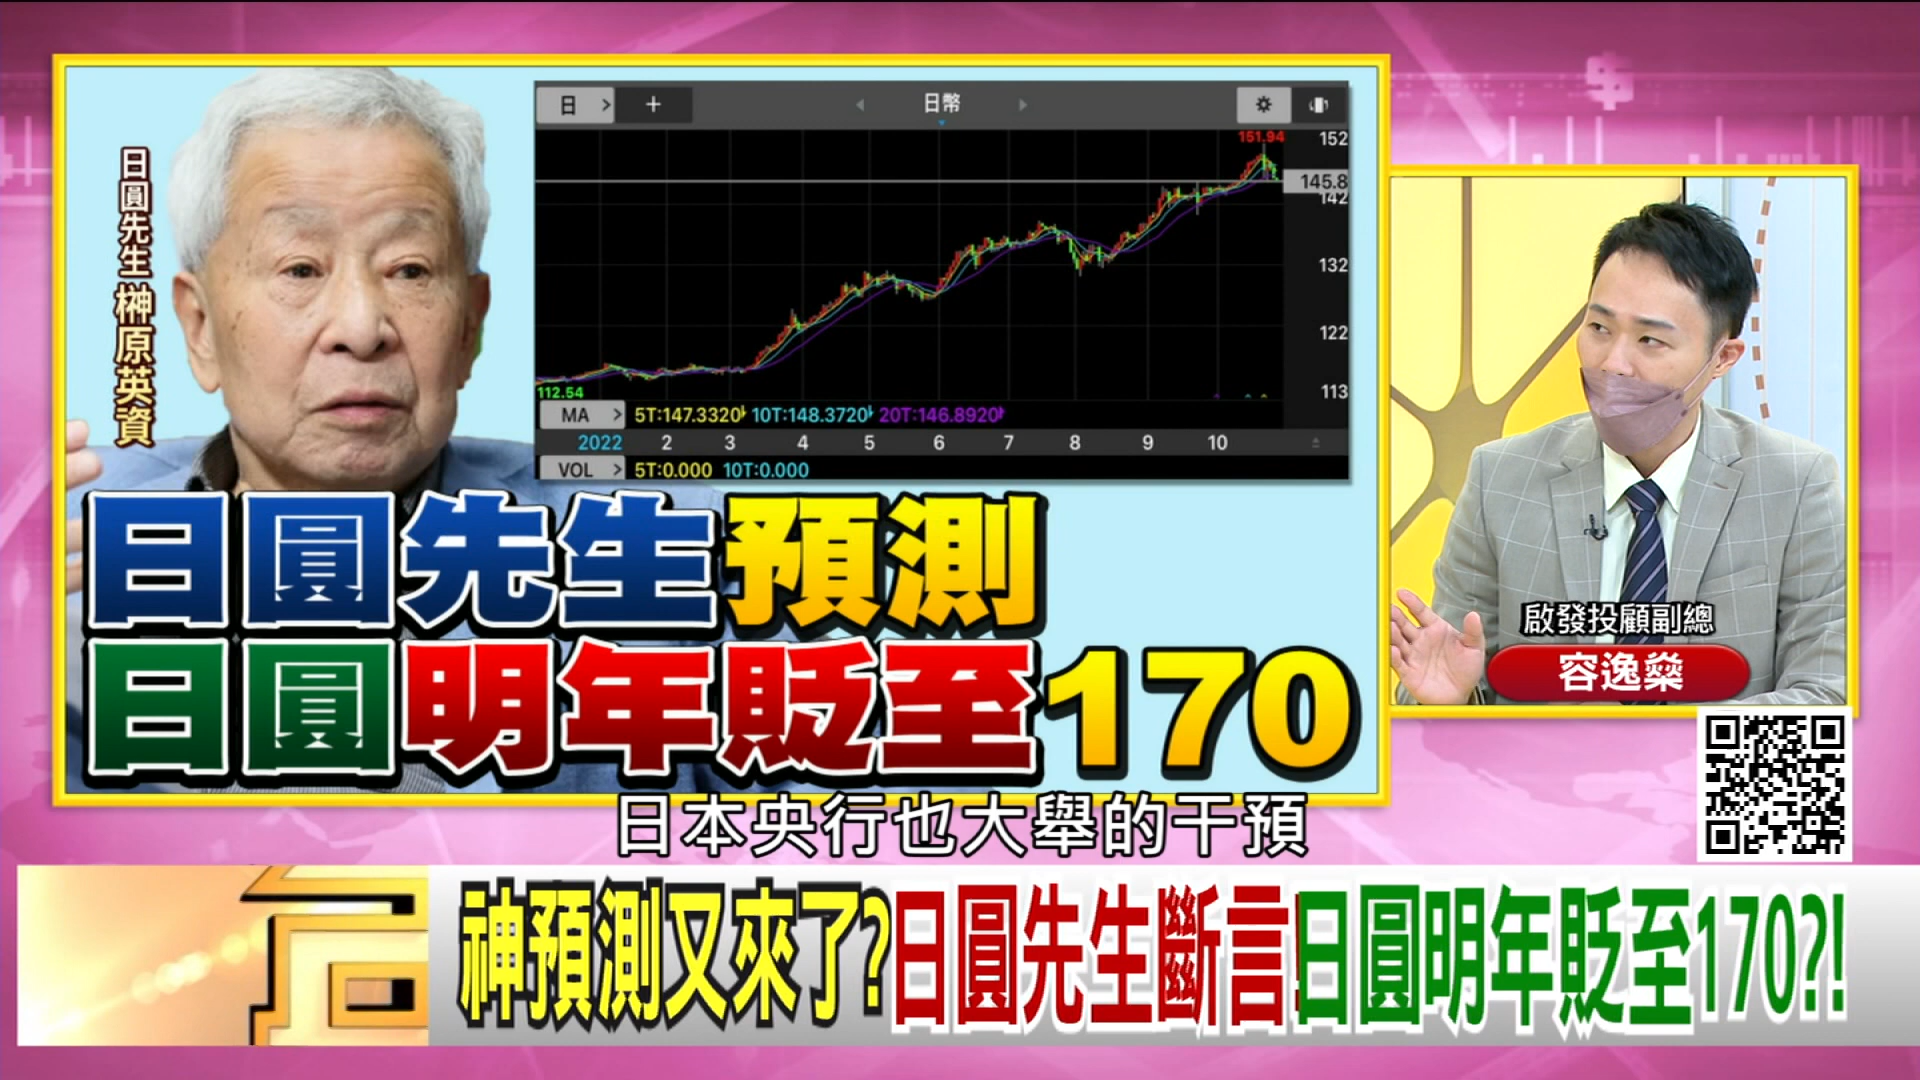 日圓先生 榊原英資
日 > + 日幣
151.94
152
145.8
142
132
122
113
112.54
MA > 5T:147.3320 10T:148.3720 20T:146.8920
2022 2 3 4 5 6 7 8 9 10
VOL > 5T:0.000 10T:0.000
日圓先生預測
日圓明年貶至170
啟發投顧副總
容逸燊
日本央行也大舉的干預
神預測又來了?日圓先生斷言!日圓明年貶至170?!